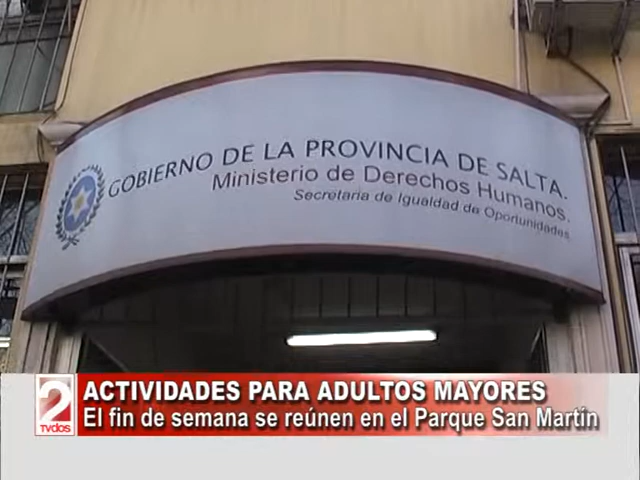 GOBIERNO DE LA PROVINCIA DE SALTA.
Ministerio de Derechos Humanos.
Secretaria de Igualdad de Oportunidades
2
TVdos
ACTIVIDADES PARA ADULTOS MAYORES
El fin de semana se reúnen en el Parque San Martín